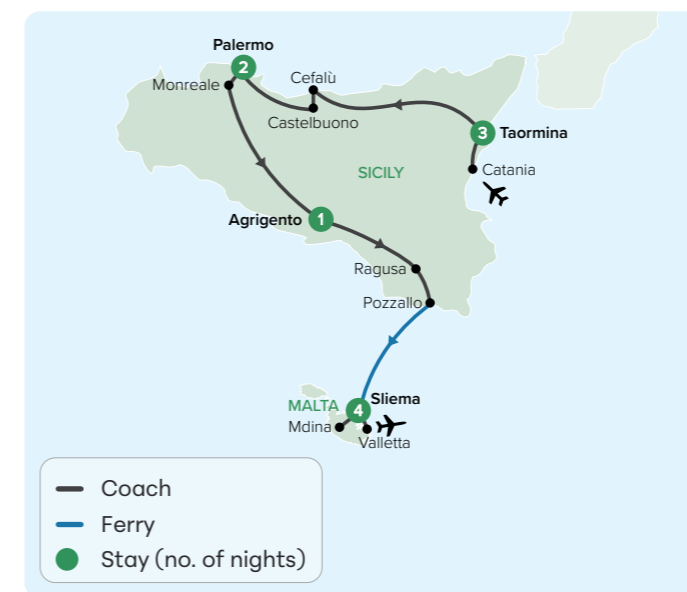 Palermo
2
Monreale
Cefalù
Castelbuono
3 Taormina
Catania
SICILY
Agrigento 1
Ragusa
Pozzallo
Sliema
MALTA 4
Mdina
Valletta
Coach
Ferry
Stay (no. of nights)